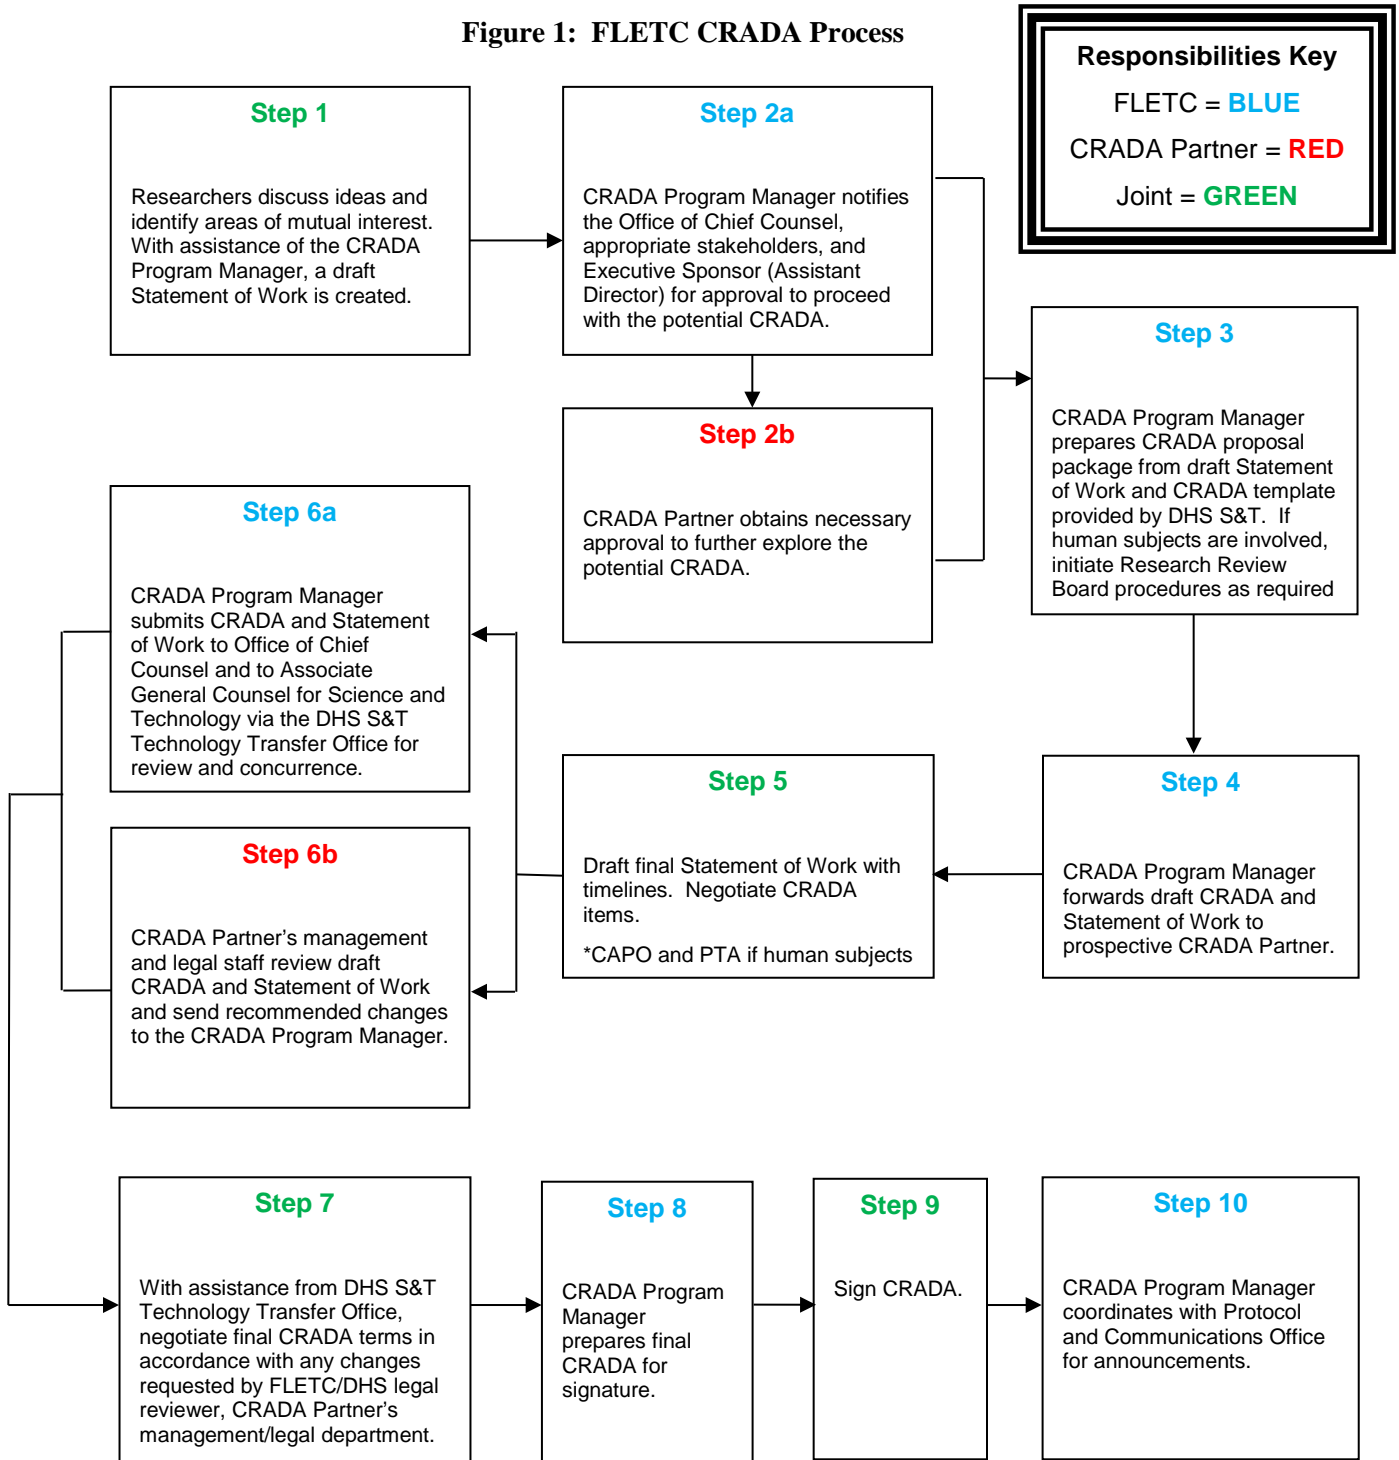 Figure 1:  FLETC CRADA Process
Responsibilities Key
FLETC = BLUE
CRADA Partner = RED
Joint = GREEN
Step 1
Researchers discuss ideas and
identify areas of mutual interest.
With assistance of the CRADA
Program Manager, a draft
Statement of Work is created.
Step 2a
CRADA Program Manager notifies
the Office of Chief Counsel,
appropriate stakeholders, and
Executive Sponsor (Assistant
Director) for approval to proceed
with the potential CRADA.
Step 2b
CRADA Partner obtains necessary
approval to further explore the
potential CRADA.
Step 3
CRADA Program Manager
prepares CRADA proposal
package from draft Statement
of Work and CRADA template
provided by DHS S&T.  If
human subjects are involved,
initiate Research Review
Board procedures as required
Step 4
CRADA Program Manager
forwards draft CRADA and
Statement of Work to
prospective CRADA Partner.
Step 5
Draft final Statement of Work with
timelines.  Negotiate CRADA
items.
*CAPO and PTA if human subjects
Step 6a
CRADA Program Manager
submits CRADA and Statement
of Work to Office of Chief
Counsel and to Associate
General Counsel for Science and
Technology via the DHS S&T
Technology Transfer Office for
review and concurrence.
Step 6b
CRADA Partner's management
and legal staff review draft
CRADA and Statement of Work
and send recommended changes
to the CRADA Program Manager.
Step 7
With assistance from DHS S&T
Technology Transfer Office,
negotiate final CRADA terms in
accordance with any changes
requested by FLETC/DHS legal
reviewer, CRADA Partner's
management/legal department.
Step 8
CRADA Program
Manager
prepares final
CRADA for
signature.
Step 9
Sign CRADA.
Step 10
CRADA Program Manager
coordinates with Protocol
and Communications Office
for announcements.